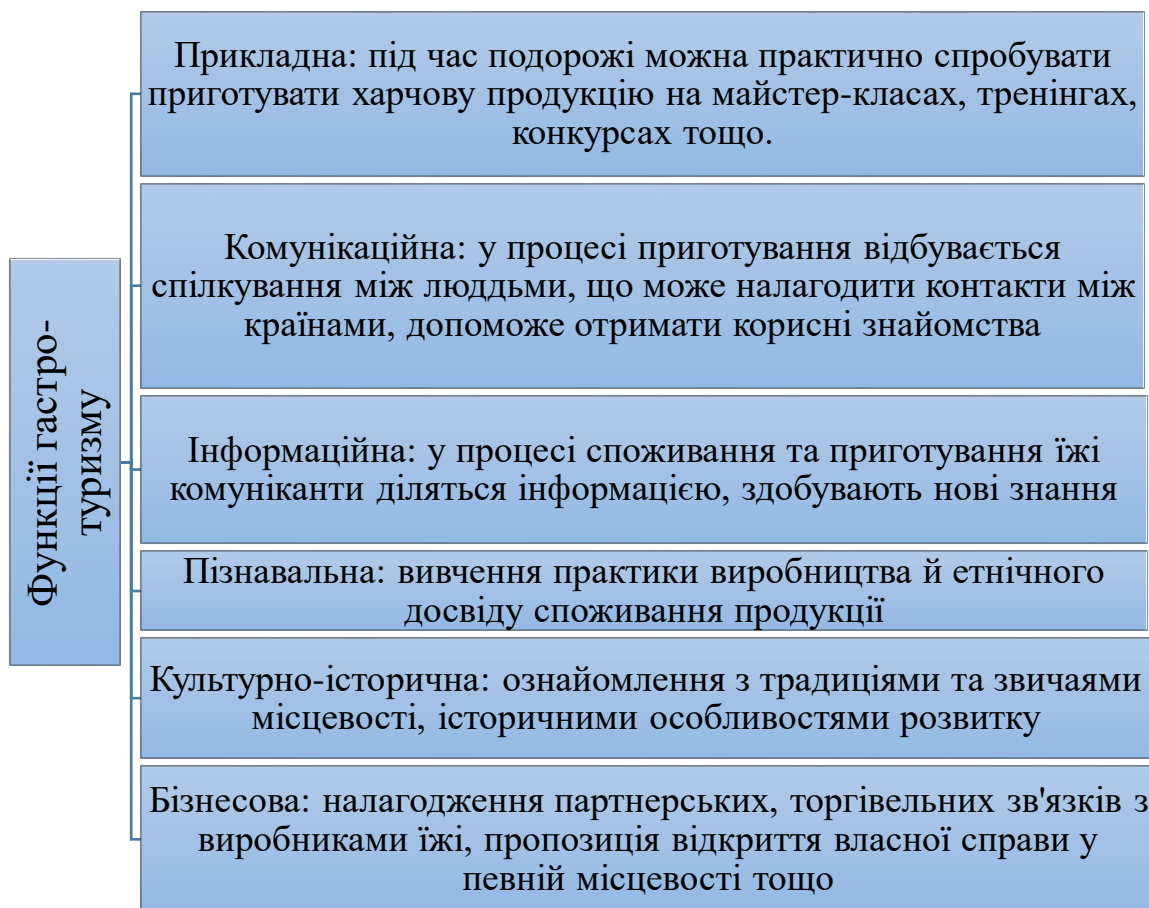 Функції гастро-
туризму
Прикладна: під час подорожі можна практично спробувати
приготувати харчову продукцію на майстер-класах, тренінгах,
конкурсах тощо.
Комунікаційна: у процесі приготування відбувається
спілкування між люддьми, що може налагодити контакти між
країнами, допоможе отримати корисні знайомства
Інформаційна: у процесі споживання та приготування їжі
комуніканти діляться інформацією, здобувають нові знання
Пізнавальна: вивчення практики виробництва й етнічного
досвіду споживання продукції
Культурно-історична: ознайомлення з традиціями та звичаями
місцевості, історичними особливостями розвитку
Бізнесова: налагодження партнерських, торгівельних зв'язків з
виробниками їжі, пропозиція відкриття власної справи у
певній місцевості тощо